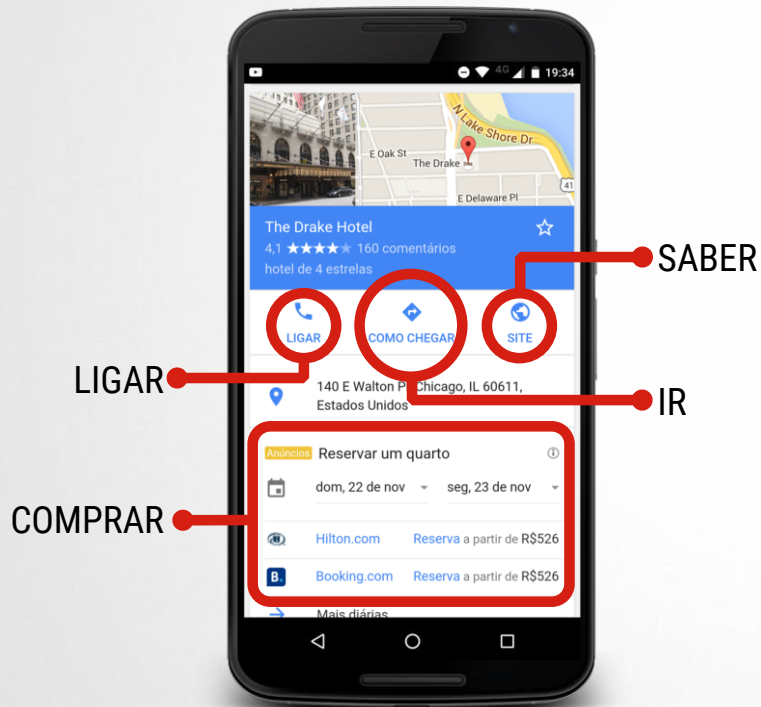 4G 19:34
N Lake Shore Dr
E Oak St
The Drake
41
E Delaware Pl
The Drake Hotel
4,1 160 comentários
hotel de 4 estrelas
SABER
LIGAR
COMO CHEGAR
SITE
LIGAR
140 E Walton Pl Chicago, IL 60611,
Estados Unidos
IR
Anúncios Reservar um quarto
dom, 22 de nov seg, 23 de nov
COMPRAR
Hilton.com Reserva a partir de R$526
B. Booking.com Reserva a partir de R$526
Mais diárias